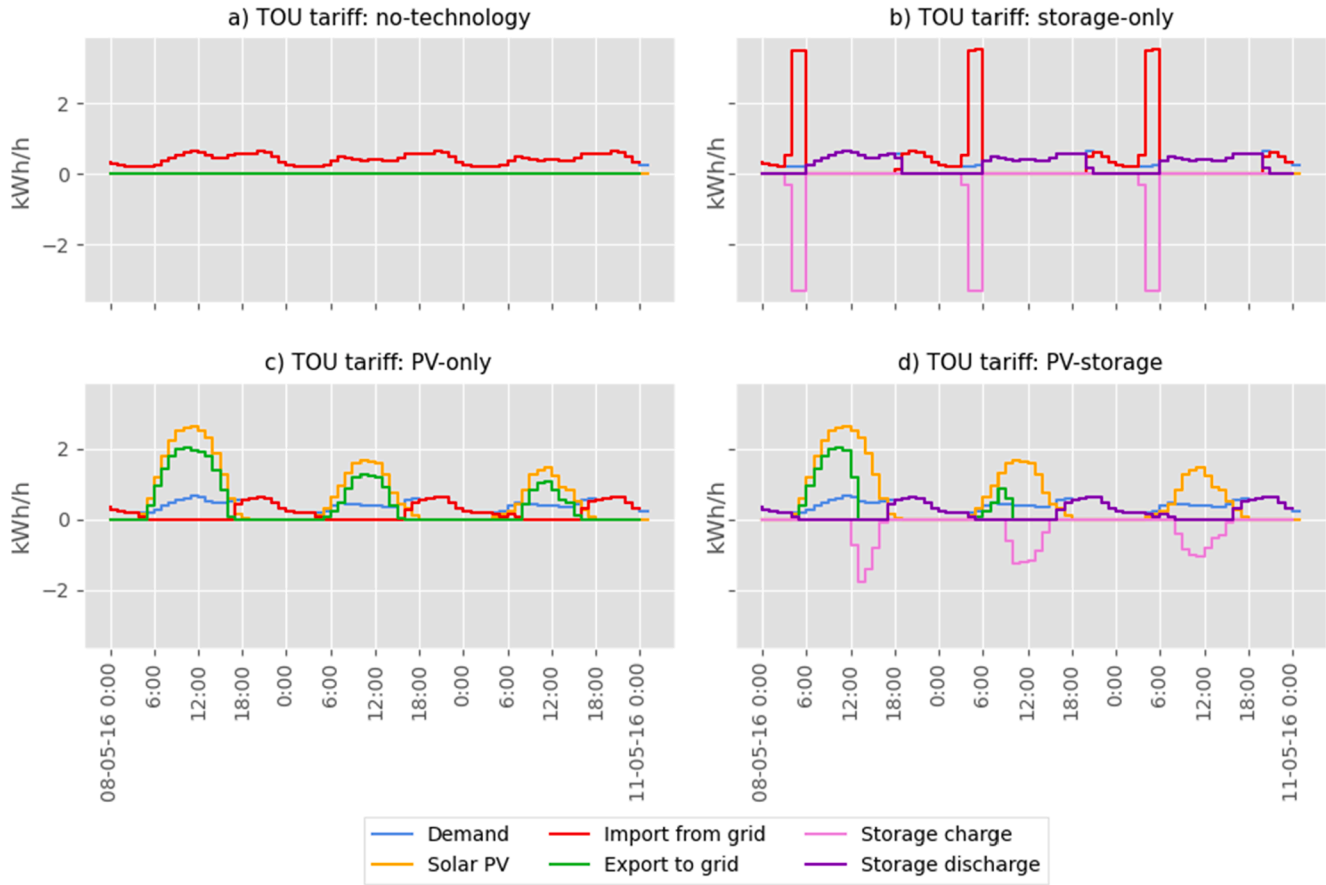 a) TOU tariff: no-technology
b) TOU tariff: storage-only
kWh/h
2
0
−2
kWh/h
c) TOU tariff: PV-only
d) TOU tariff: PV-storage
kWh/h
2
0
−2
kWh/h
08-05-16 0:00
6:00
12:00
18:00
0:00
6:00
12:00
18:00
0:00
6:00
12:00
18:00
11-05-16 0:00
08-05-16 0:00
6:00
12:00
18:00
0:00
6:00
12:00
18:00
0:00
6:00
12:00
18:00
11-05-16 0:00
Demand
Import from grid
Storage charge
Solar PV
Export to grid
Storage discharge